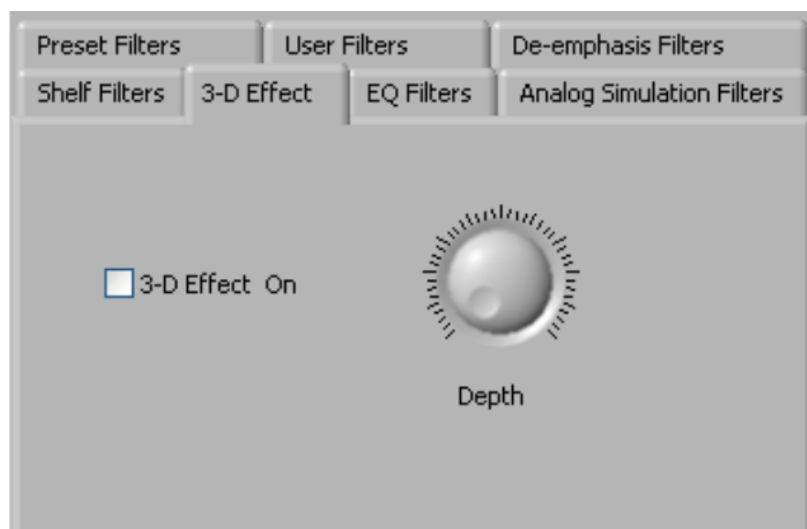 Preset Filters User Filters De-emphasis Filters
Shelf Filters 3-D Effect EQ Filters Analog Simulation Filters
3-D Effect On
Depth